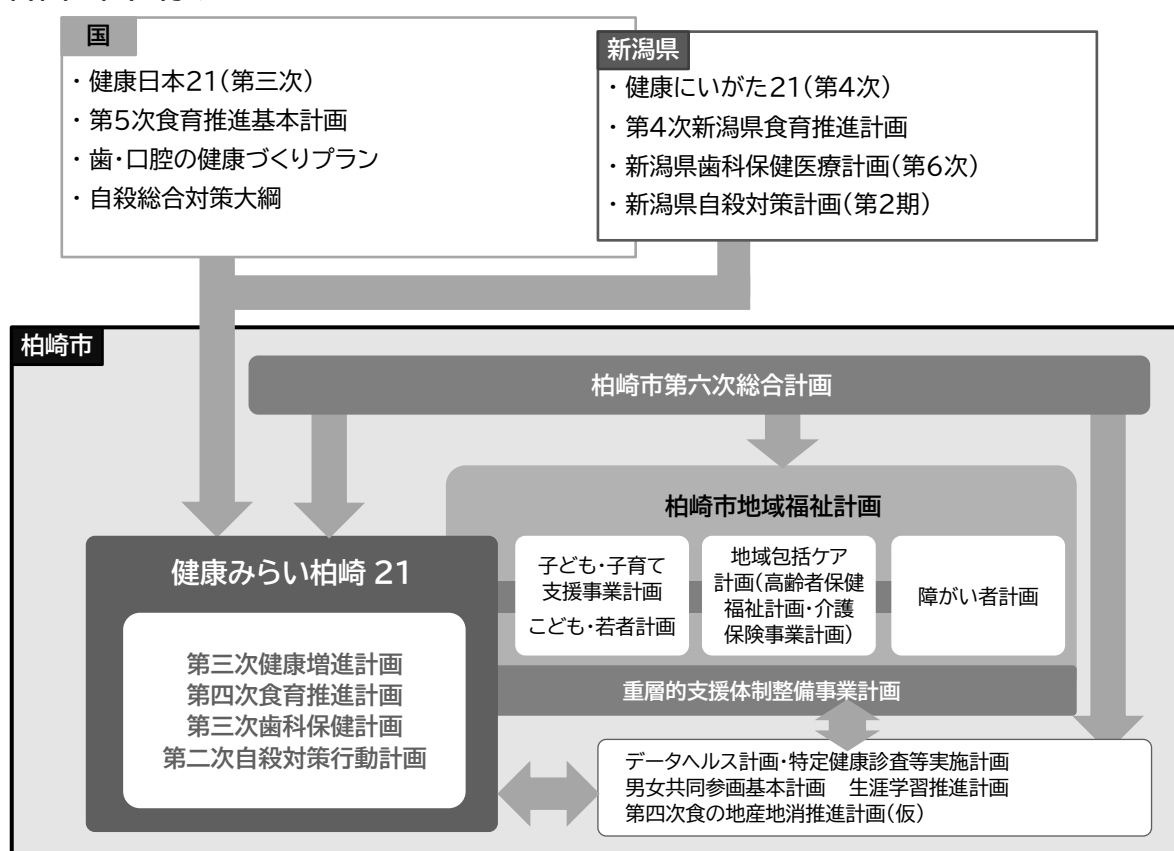 国
・健康日本21(第三次)
・第5次食育推進基本計画
・歯・口腔の健康づくりプラン
・自殺総合対策大綱
新潟県
・健康にいがた21(第4次)
・第4次新潟県食育推進計画
・新潟県歯科保健医療計画(第6次)
・新潟県自殺対策計画(第2期)
柏崎市
柏崎市第六次総合計画
柏崎市地域福祉計画
子ども・子育て
支援事業計画
こども・若者計画
地域包括ケア
計画(高齢者保健
福祉計画・介護
保険事業計画)
障がい者計画
重層的支援体制整備事業計画
健康みらい柏崎 21
第三次健康増進計画
第四次食育推進計画
第三次歯科保健計画
第二次自殺対策行動計画
データヘルス計画・特定健康診査等実施計画
男女共同参画基本計画　生涯学習推進計画
第四次食の地産地消推進計画(仮)